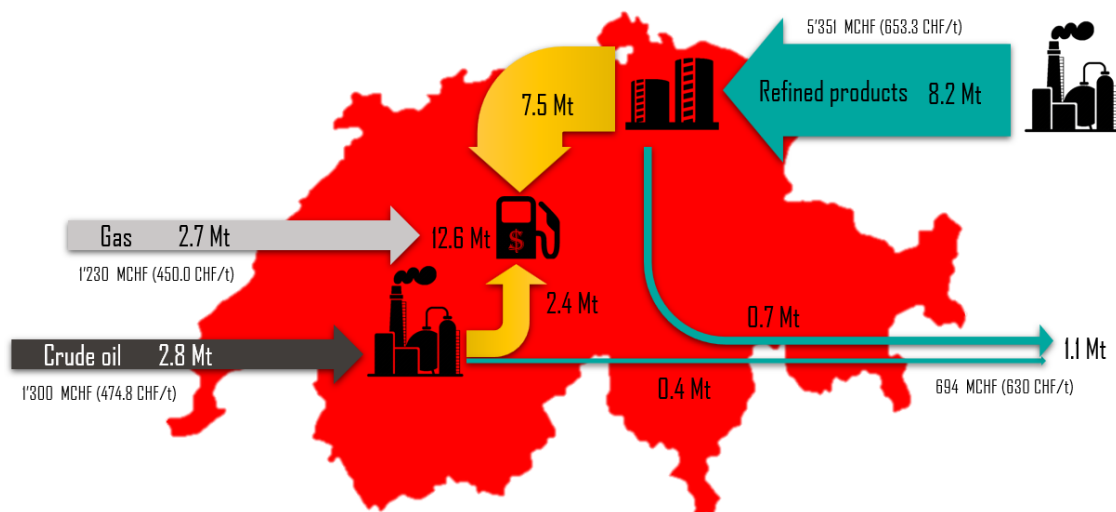 5'351 MCHF (653.3 CHF/t)
7.5 Mt
Refined products 8.2 Mt
Gas 2.7 Mt
12.6 Mt
$
1'230 MCHF (450.0 CHF/t)
2.4 Mt
0.7 Mt
Crude oil 2.8 Mt
1.1 Mt
1'300 MCHF (474.8 CHF/t)
0.4 Mt
694 MCHF (630 CHF/t)